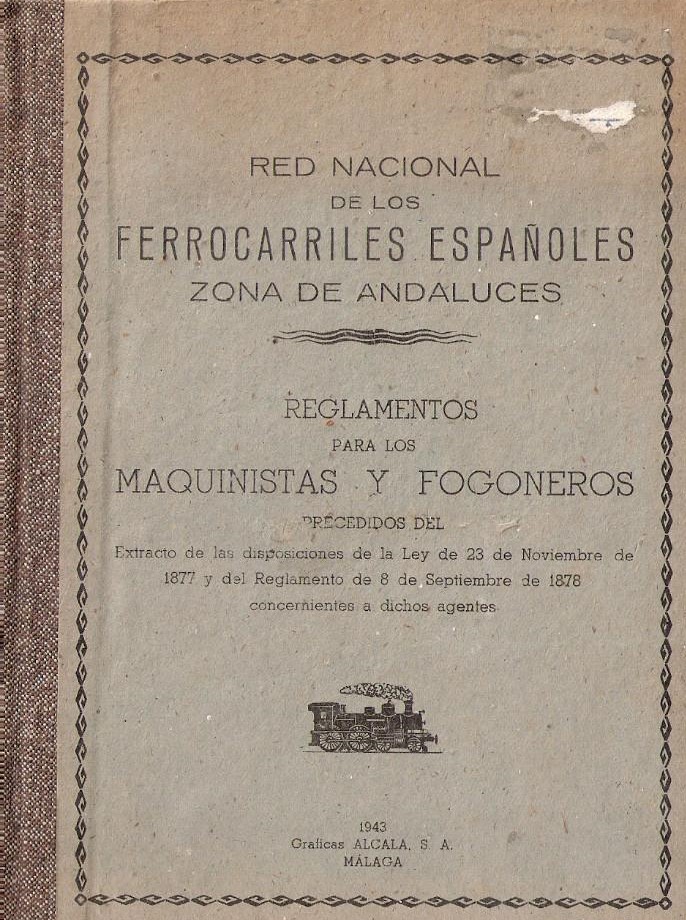 RED NACIONAL
DE LOS
FERROCARRILES ESPAÑOLES
ZONA DE ANDALUCES
REGLAMENTOS
PARA LOS
MAQUINISTAS Y FOGONEROS
PRECEDIDOS DEL
Extracto de las disposiciones de la Ley de 23 de Noviembre de
1877 y del Reglamento de 8 de Septiembre de 1878
concernientes a dichos agentes
1943
Graficas ALCALA, S. A.
MÁLAGA